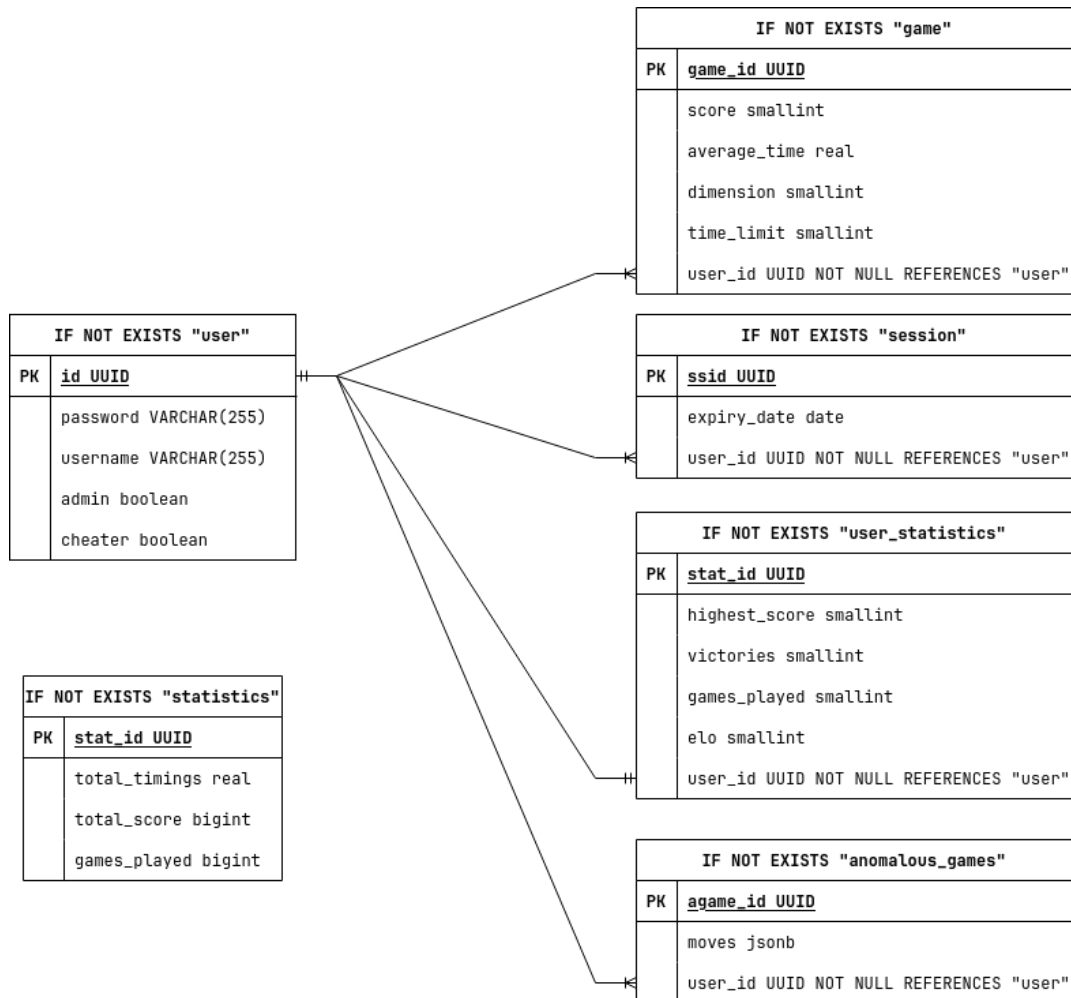 IF NOT EXISTS "game"
PK game_id UUID
score smallint
average_time real
dimension smallint
time_limit smallint
user_id UUID NOT NULL REFERENCES "user"
IF NOT EXISTS "user"
PK id UUID
password VARCHAR(255)
username VARCHAR(255)
admin boolean
cheater boolean
IF NOT EXISTS "session"
PK ssid UUID
expiry_date date
user_id UUID NOT NULL REFERENCES "user"
IF NOT EXISTS "user_statistics"
PK stat_id UUID
highest_score smallint
victories smallint
games_played smallint
elo smallint
user_id UUID NOT NULL REFERENCES "user"
IF NOT EXISTS "statistics"
PK stat_id UUID
total_timings real
total_score bigint
games_played bigint
IF NOT EXISTS "anomalous_games"
PK agame_id UUID
moves jsonb
user_id UUID NOT NULL REFERENCES "user"